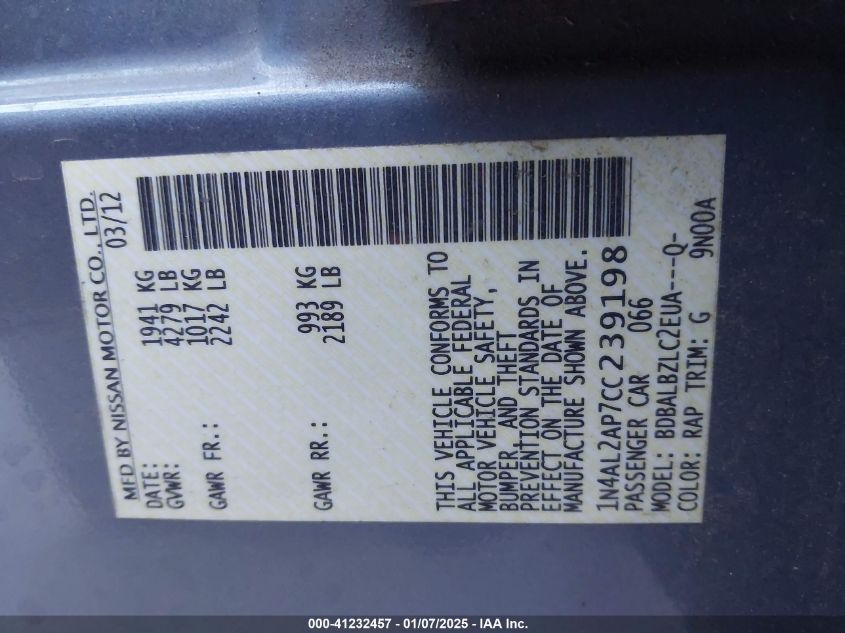 MFD BY NISSAN MOTOR CO., LTD.
DATE: 03/12
GVWR: 1941 KG
4279 LB
GAWR FR.: 1017 KG
2242 LB
GAWR RR.: 993 KG
2189 LB
THIS VEHICLE CONFORMS TO
ALL APPLICABLE FEDERAL
MOTOR VEHICLE SAFETY,
BUMPER, AND THEFT
PREVENTION STANDARDS IN
EFFECT ON THE DATE OF
MANUFACTURE SHOWN ABOVE.
1N4AL2AP7CC239198
PASSENGER CAR 066
MODEL: BDBALBZLC2EUA---Q-
COLOR: RAP TRIM: G 9N00A
000-41232457 - 01/07/2025 - IAA Inc.